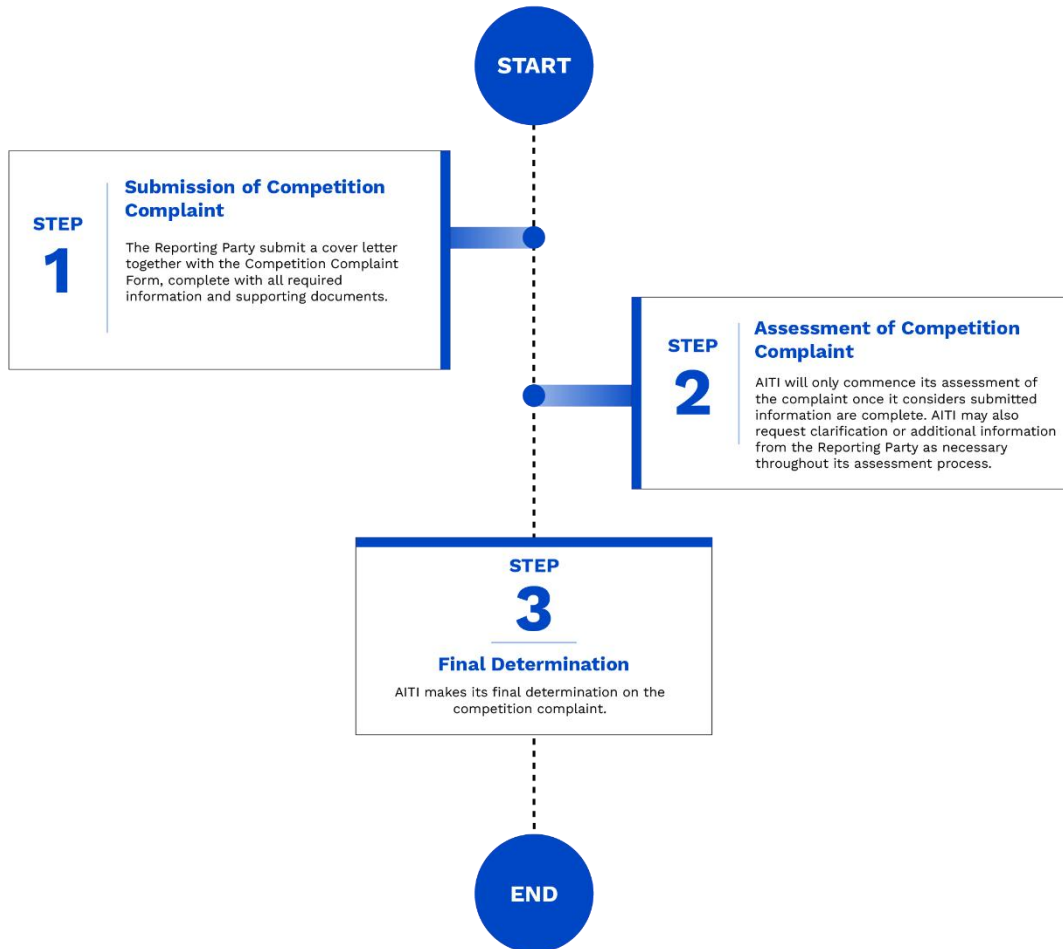 START
STEP
1
Submission of Competition
Complaint
The Reporting Party submit a cover letter
together with the Competition Complaint
Form, complete with all required
information and supporting documents.
STEP
2
Assessment of Competition
Complaint
AITI will only commence its assessment of
the complaint once it considers submitted
information are complete. AITI may also
request clarification or additional information
from the Reporting Party as necessary
throughout its assessment process.
STEP
3
Final Determination
AITI makes its final determination on the
competition complaint.
END